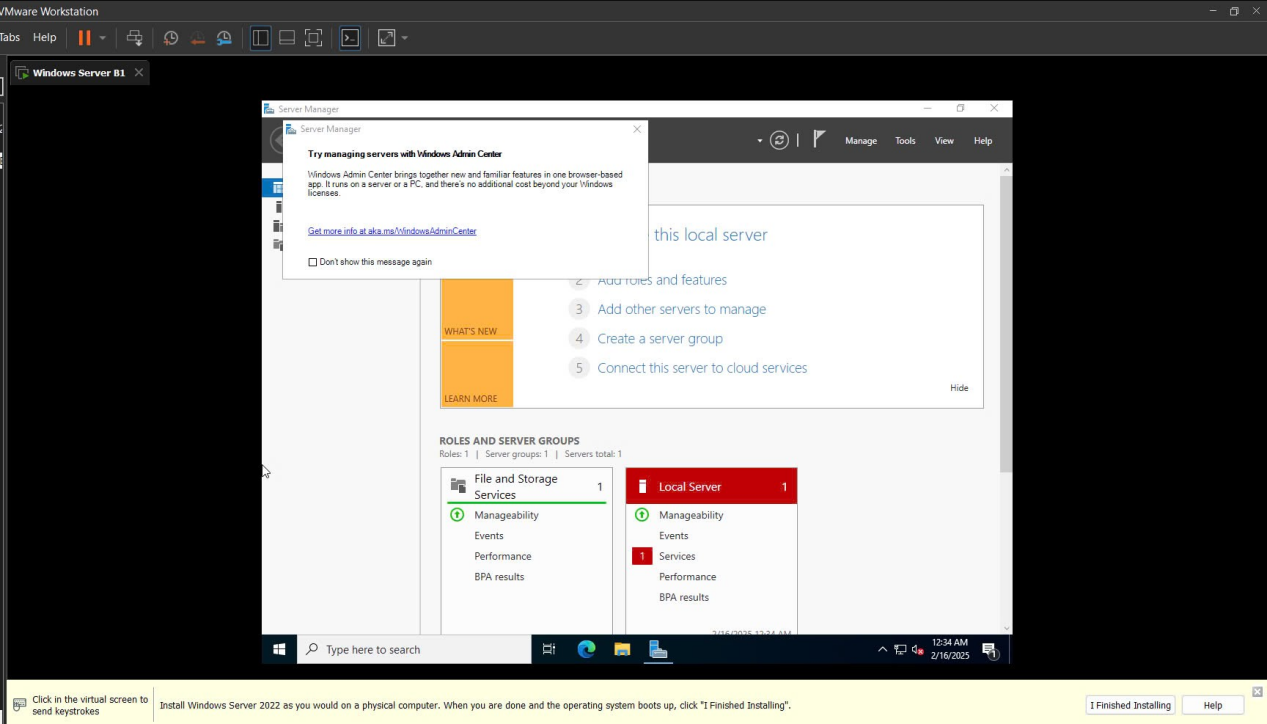 VMware Workstation
Tabs Help
Windows Server B1
Server Manager
Manage Tools View Help
Server Manager
Try managing servers with Windows Admin Center
Windows Admin Center brings together new and familiar features in one browser-based
app. It runs on a server or a PC, and there's no additional cost beyond your Windows
licenses.
Get more info at aka.ms/WindowsAdminCenter
Don't show this message again
this local server
2 Add roles and features
3 Add other servers to manage
4 Create a server group
5 Connect this server to cloud services
WHAT'S NEW
LEARN MORE
Hide
ROLES AND SERVER GROUPS
Roles: 1 | Server groups: 1 | Servers total: 1
File and Storage
Services
1
Manageability
Events
Performance
BPA results
Local Server 1
Manageability
Events
1 Services
Performance
BPA results
2/16/2025 12:34 AM
Type here to search
12:34 AM
2/16/2025
1
Click in the virtual screen to
send keystrokes
Install Windows Server 2022 as you would on a physical computer. When you are done and the operating system boots up, click "I Finished Installing".
I Finished Installing
Help